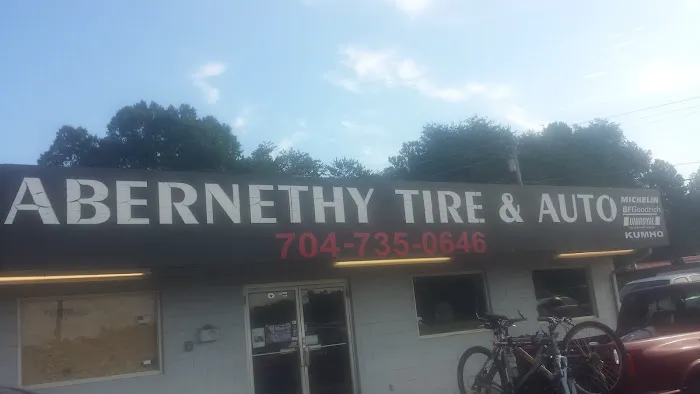 ABERNETHY TIRE & AUTO
MICHELIN
BFGoodrich
UNIROYAL
KUMHO
704-735-0646